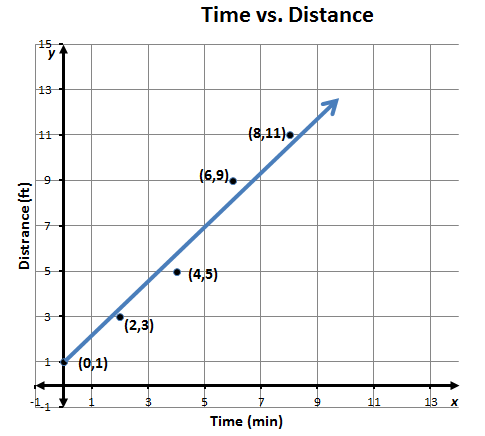 Time vs. Distance
15
y
13
11
(8,11)
9
(6,9)
7
5
(4,5)
3
(2,3)
1
(0,1)
-1
-1 1 3 5 7 9 11 13 x
Distrance (ft)
Time (min)